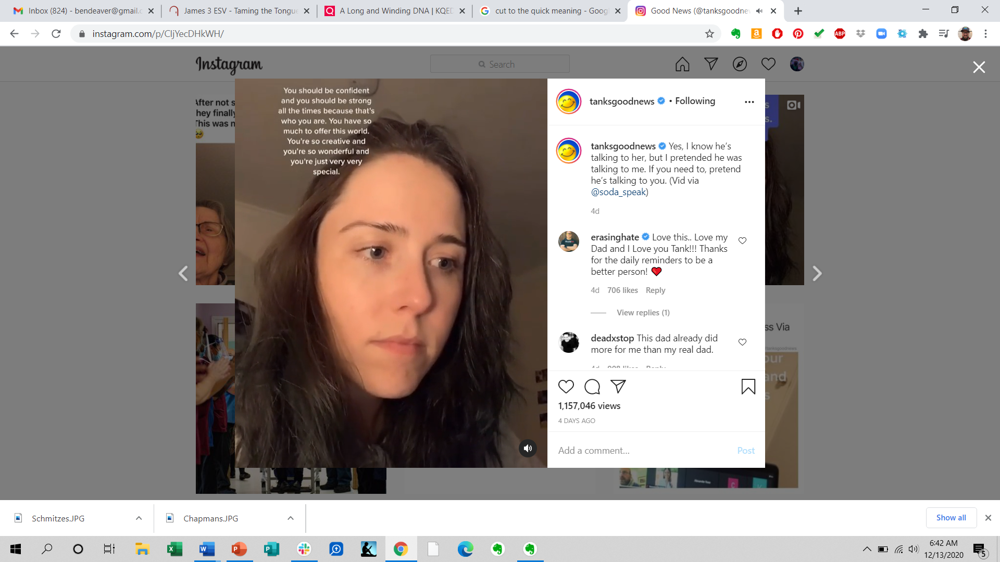 Inbox (824) - bendeaver@gmail.c
James 3 ESV - Taming the Tongue
A Long and Winding DNA | KQED
cut to the quick meaning - Goog
Good News (@tanksgoodne
instagram.com/p/CIjYecDHkWH/
Instagram
Search
After not s
hey finally
This was m
You should be confident
and you should be strong
all the times because that's
who you are. You have so
much to offer this world.
You're so creative and
you're so wonderful and
you're just very very
special.
tanksgoodnews • Following
tanksgoodnews Yes, I know he's
talking to her, but I pretended he was
talking to me. If you need to, pretend
he's talking to you. (Vid via
@soda_speak)
4d
erasinghate Love this.. Love my
Dad and I Love you Tank!!! Thanks
for the daily reminders to be a
better person! ❤️
4d 706 likes Reply
View replies (1)
deadxstop This dad already did
more for me than my real dad.
1,157,046 views
4 DAYS AGO
Add a comment... Post
s
s.
ss Via
tanksgoodnews
our
and
s
Schmitzes.JPG
Chapmans.JPG
Show all
6:42 AM
12/13/2020
5